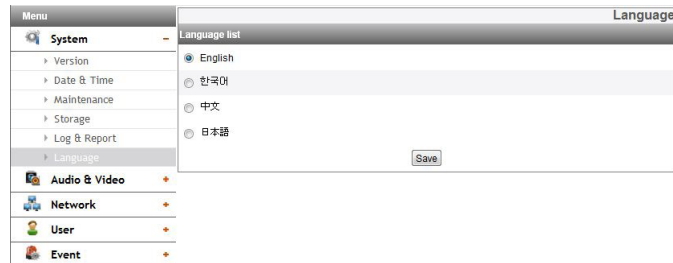 Menu
System
Version
Date & Time
Maintenance
Storage
Log & Report
Language
Audio & Video
Network
User
Event
Language
Language list
English
한국어
中文
日本語
Save